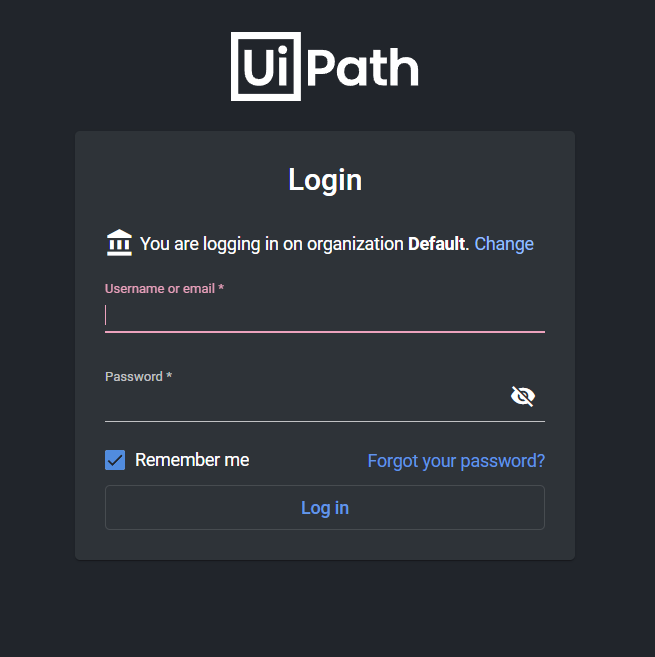 UiPath
Login
You are logging in on organization Default. Change
Username or email *
Password *
Remember me
Forgot your password?
Log in